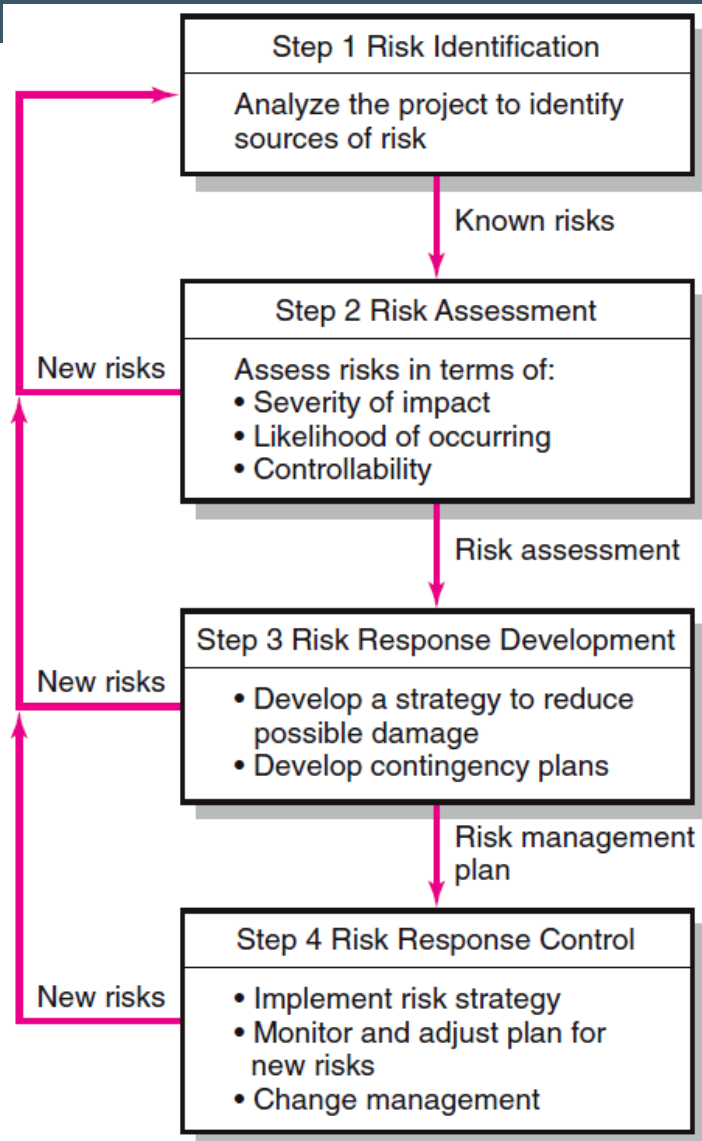 Step 1 Risk Identification
Analyze the project to identify
sources of risk
Known risks
Step 2 Risk Assessment
New risks
Assess risks in terms of:
• Severity of impact
• Likelihood of occurring
• Controllability
Risk assessment
Step 3 Risk Response Development
New risks
• Develop a strategy to reduce
possible damage
• Develop contingency plans
Risk management
plan
Step 4 Risk Response Control
New risks
• Implement risk strategy
• Monitor and adjust plan for
new risks
• Change management